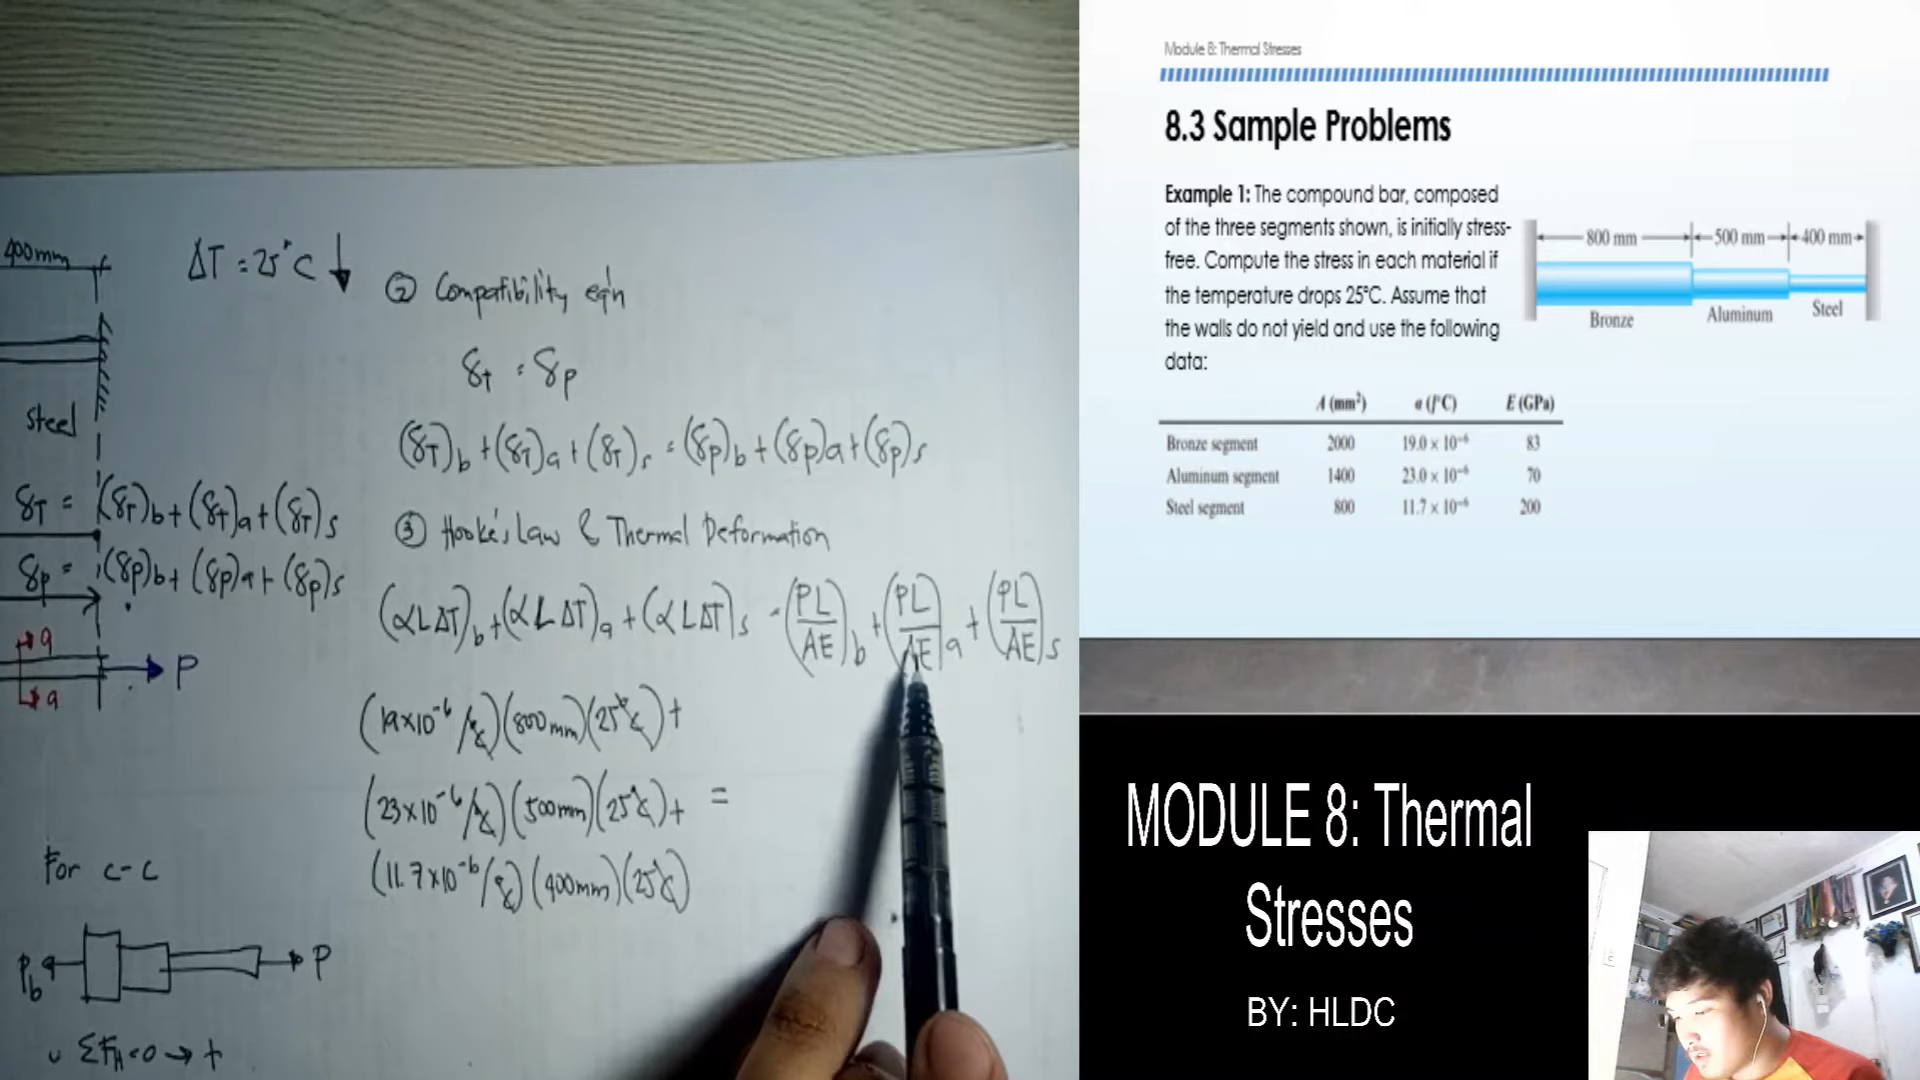 400mm
ΔT = 25°C ↓
② Compatibility eq'n
δT = δP
(δT)b + (δT)a + (δT)s = (δP)b + (δP)a + (δP)s
steel
③ Hooke's Law & Thermal Deformation
δT = (δT)b + (δT)a + (δT)s
δP = (δP)b + (δP)a + (δP)s
(αLΔT)b + (αLΔT)a + (αLΔT)s = (PL/AE)b + (PL/AE)a + (PL/AE)s
a
P
a
(19x10⁻⁶/°C)(800mm)(25°C) +
(23x10⁻⁶/°C)(500mm)(25°C) + =
(11.7x10⁻⁶/°C)(400mm)(25°C)
For c-c
Pb P
ΣFH=0 → +
Module 8: Thermal Stresses
8.3 Sample Problems
Example 1: The compound bar, composed
of the three segments shown, is initially stress-
free. Compute the stress in each material if
the temperature drops 25°C. Assume that
the walls do not yield and use the following
data:
800 mm 500 mm 400 mm
Bronze Aluminum Steel
A (mm²) α (/°C) E (GPa)
Bronze segment 2000 19.0 × 10⁻⁶ 83
Aluminum segment 1400 23.0 × 10⁻⁶ 70
Steel segment 800 11.7 × 10⁻⁶ 200
MODULE 8: Thermal
Stresses
BY: HLDC